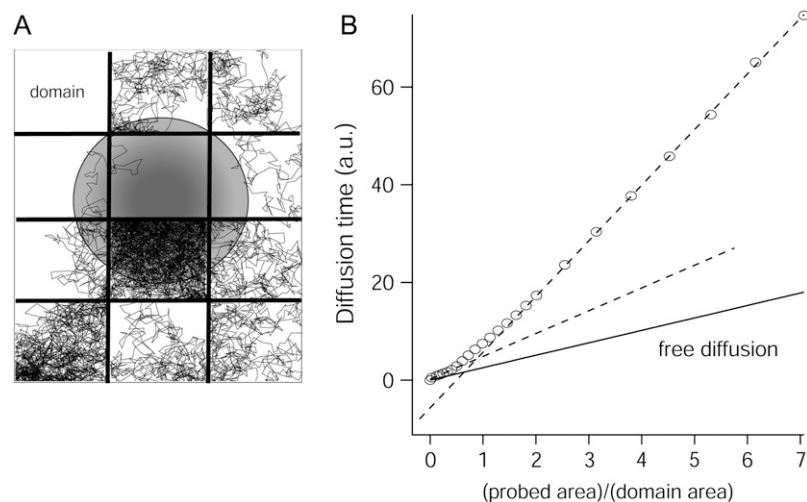 A
domain
B
Diffusion time (a.u.)
60
40
20
0
free diffusion
0 1 2 3 4 5 6 7
(probed area)/(domain area)